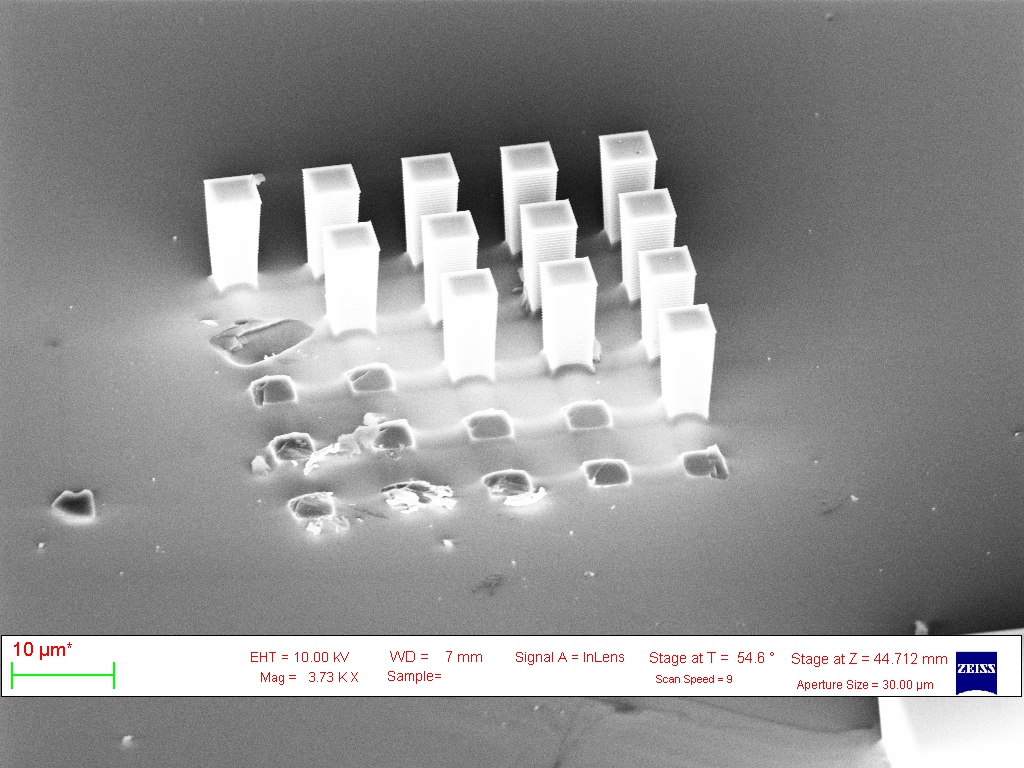 10 µm*
EHT = 10.00 kV WD = 7 mm Signal A = InLens Stage at T = 54.6 ° Stage at Z = 44.712 mm
Mag = 3.73 K X Sample= Scan Speed = 9 Aperture Size = 30.00 µm
ZEISS